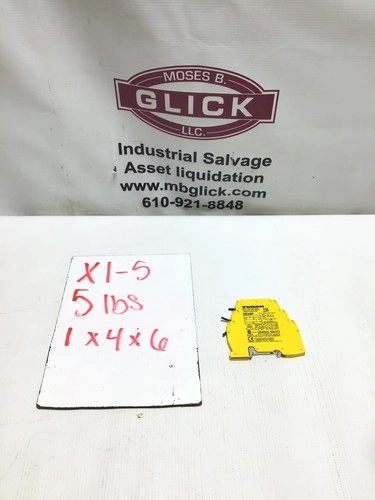 MOSES B.
GLICK
LLC.
Industrial Salvage
Asset liquidation
www.mbglick.com
610-921-8848
X1-5
5 lbs
1 x 4 x 6
TURCK